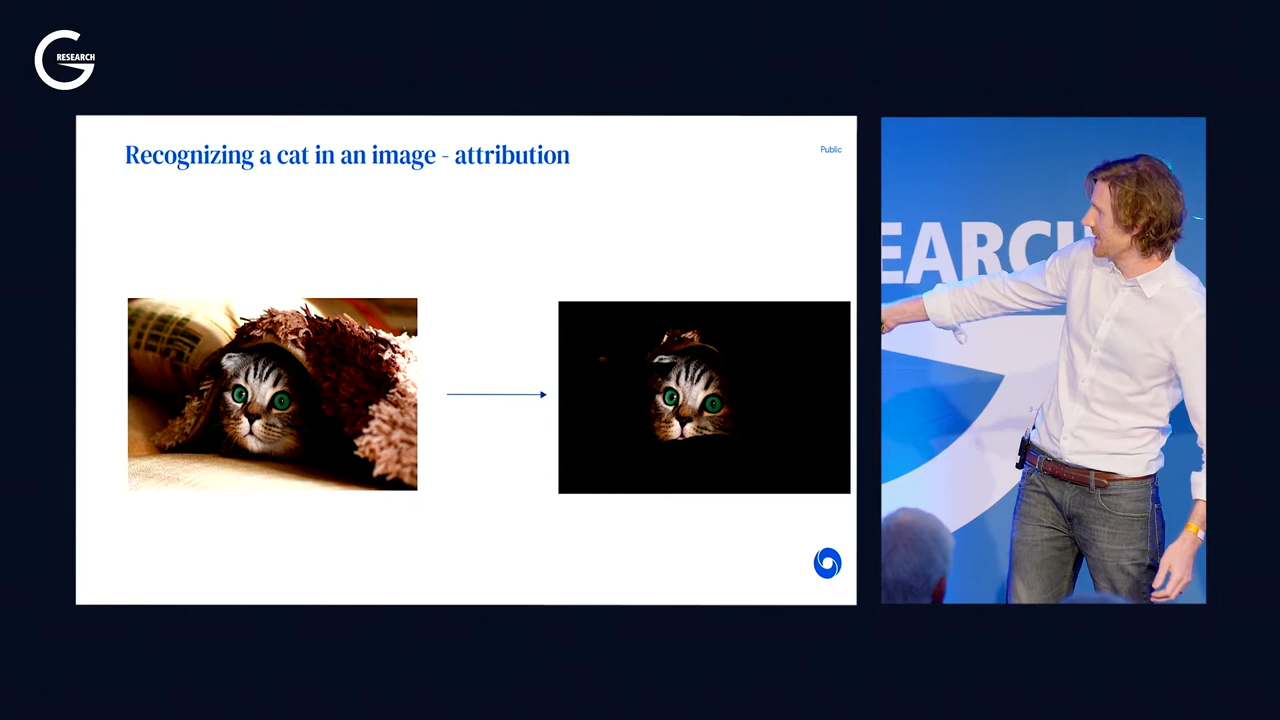 RESEARCH
Recognizing a cat in an image - attribution
Public
EARCH